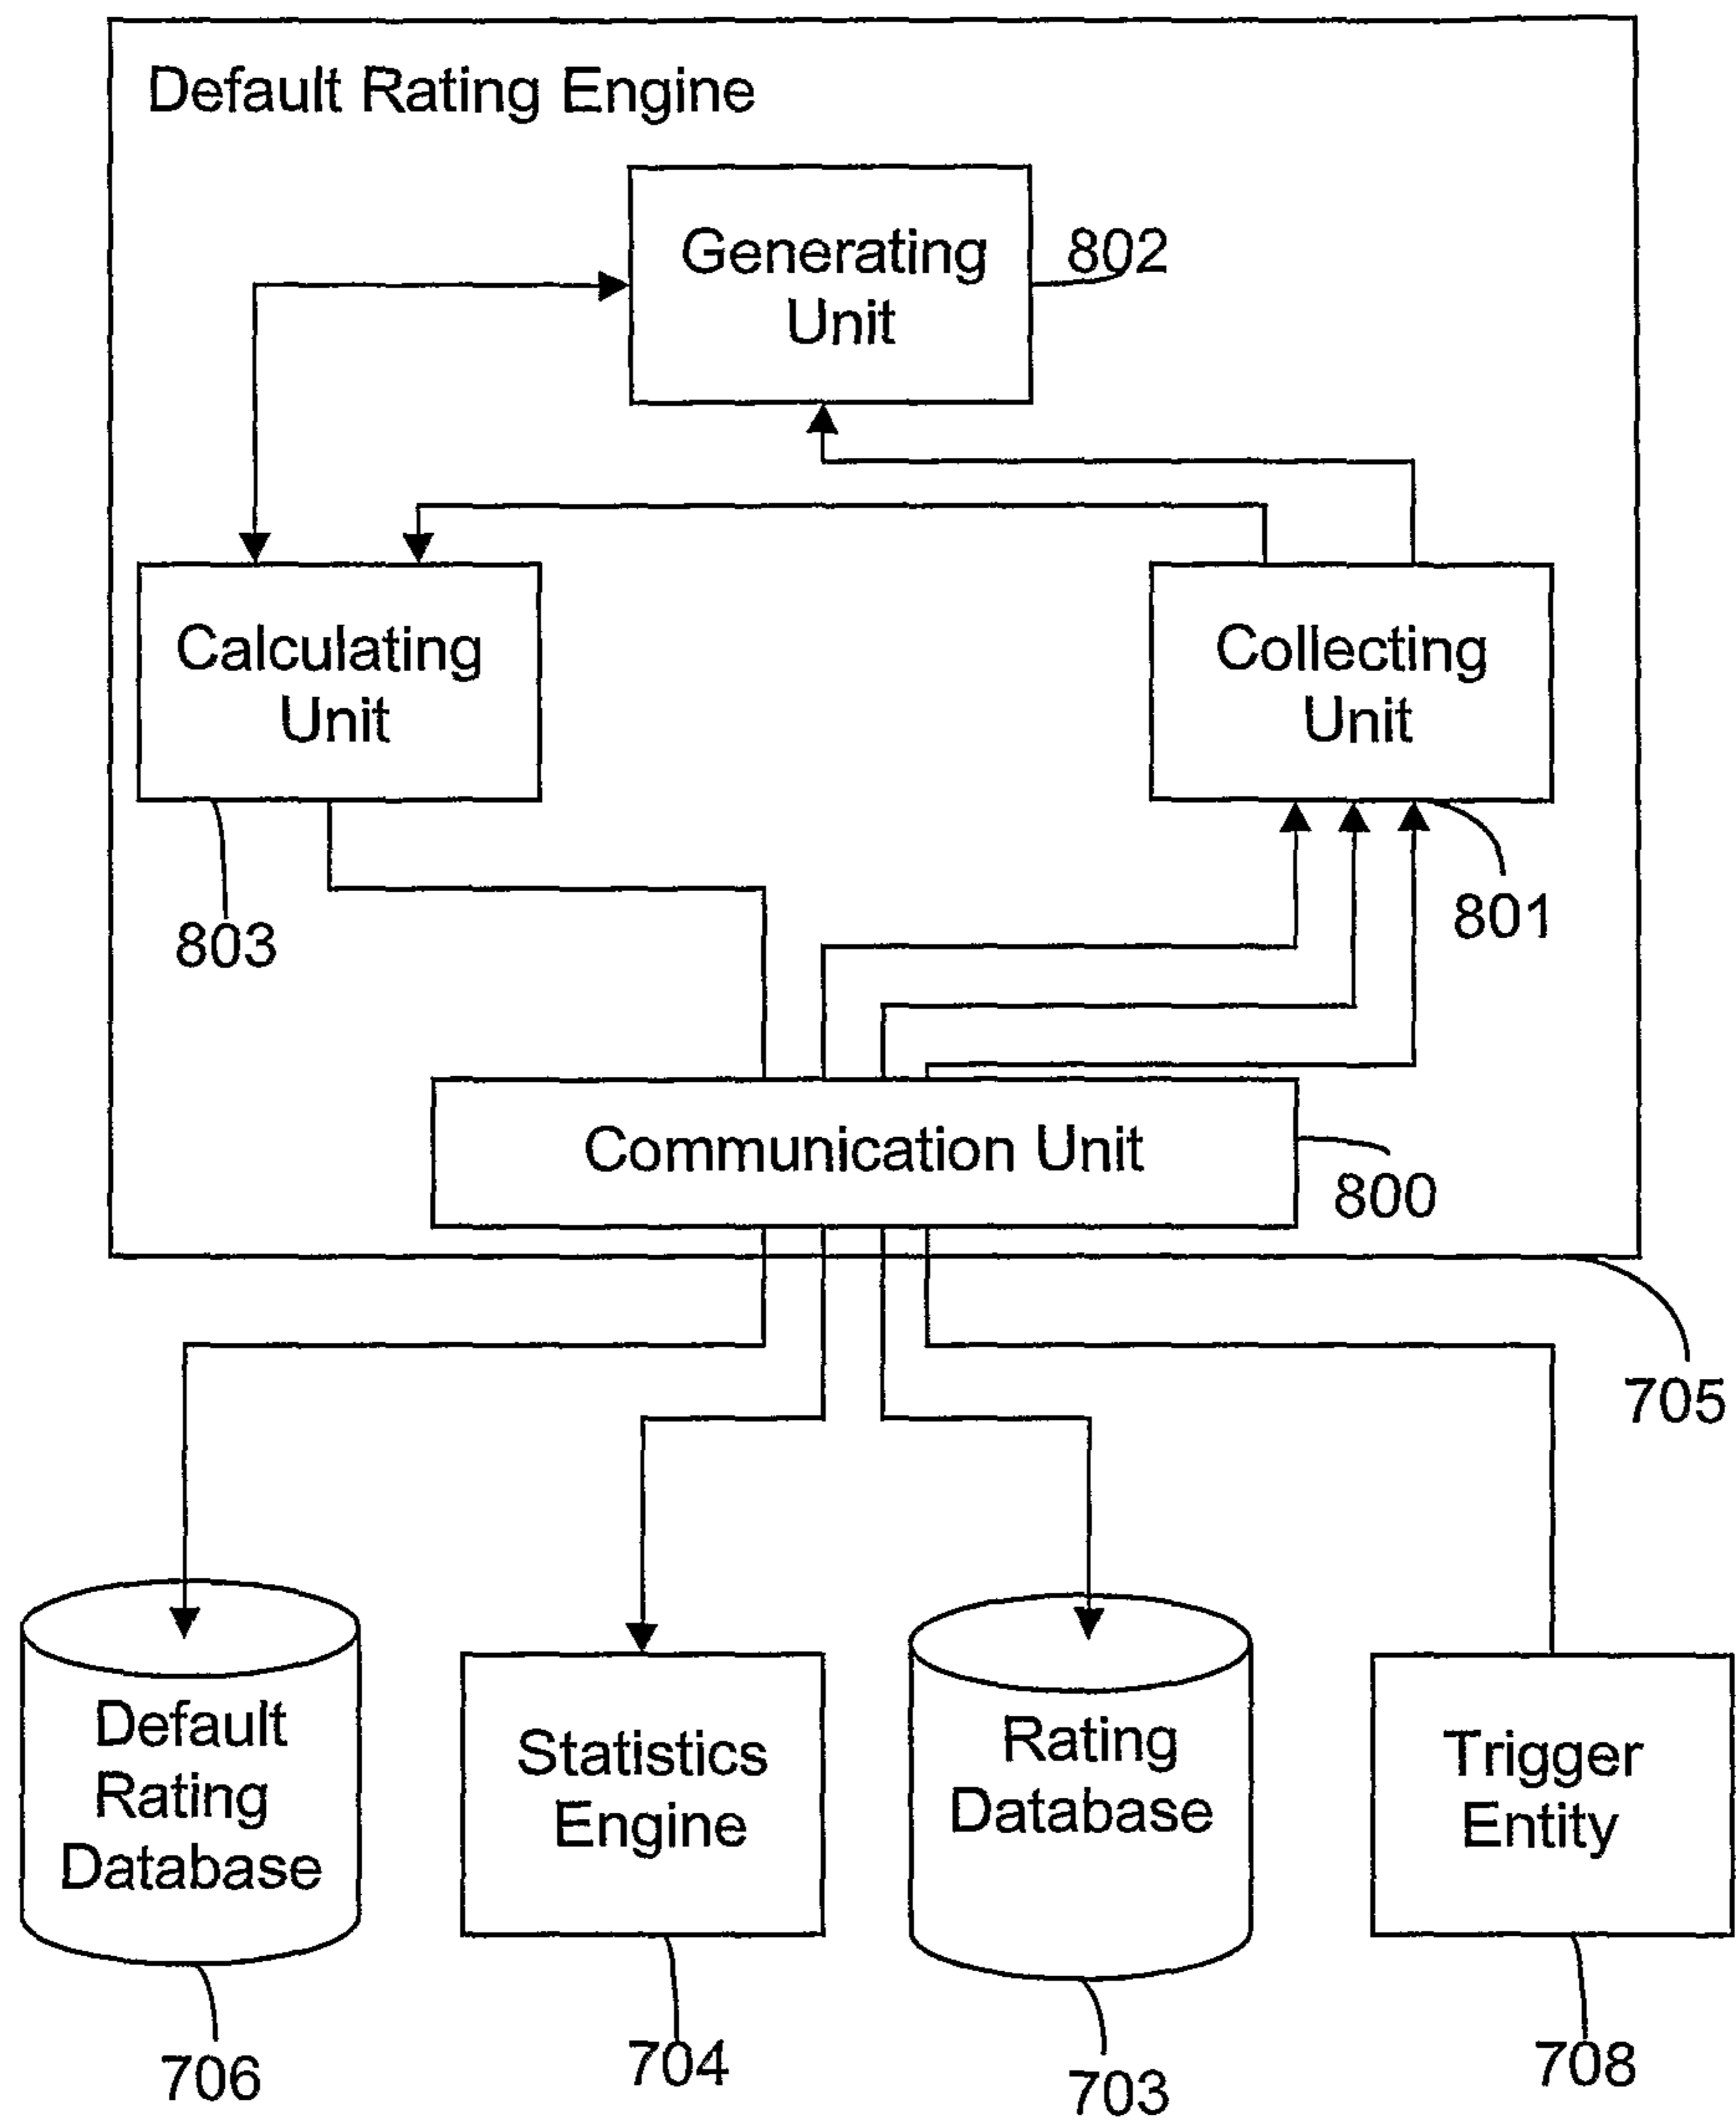 Default Rating Engine
Generating
Unit
802
Calculating
Unit
Collecting
Unit
803
801
Communication Unit
800
705
Default
Rating
Database
Statistics
Engine
Rating
Database
Trigger
Entity
706
704
703
708